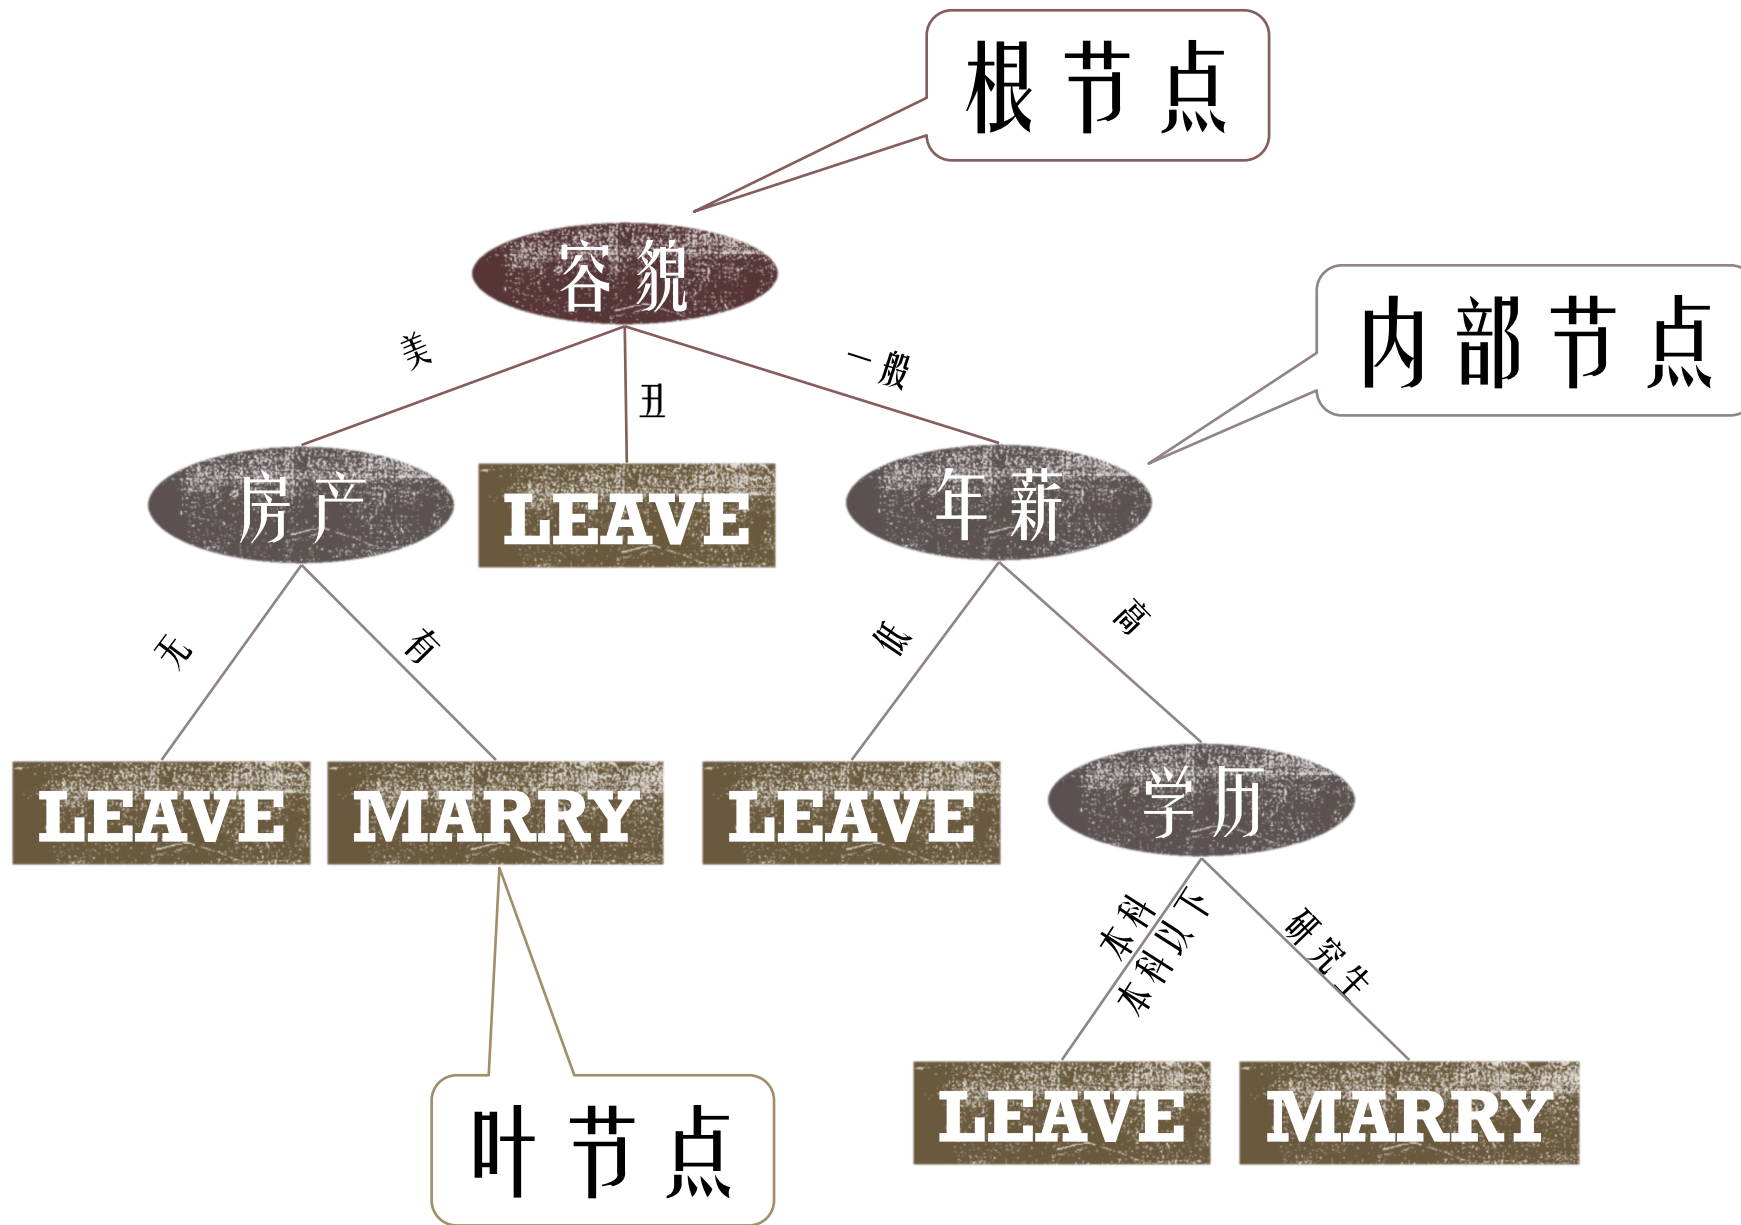 根节点
容貌
内部节点
美
丑
一般
房产
LEAVE
年薪
无
有
低
高
LEAVE
MARRY
LEAVE
学历
本科
本科以下
研究生
叶节点
LEAVE
MARRY